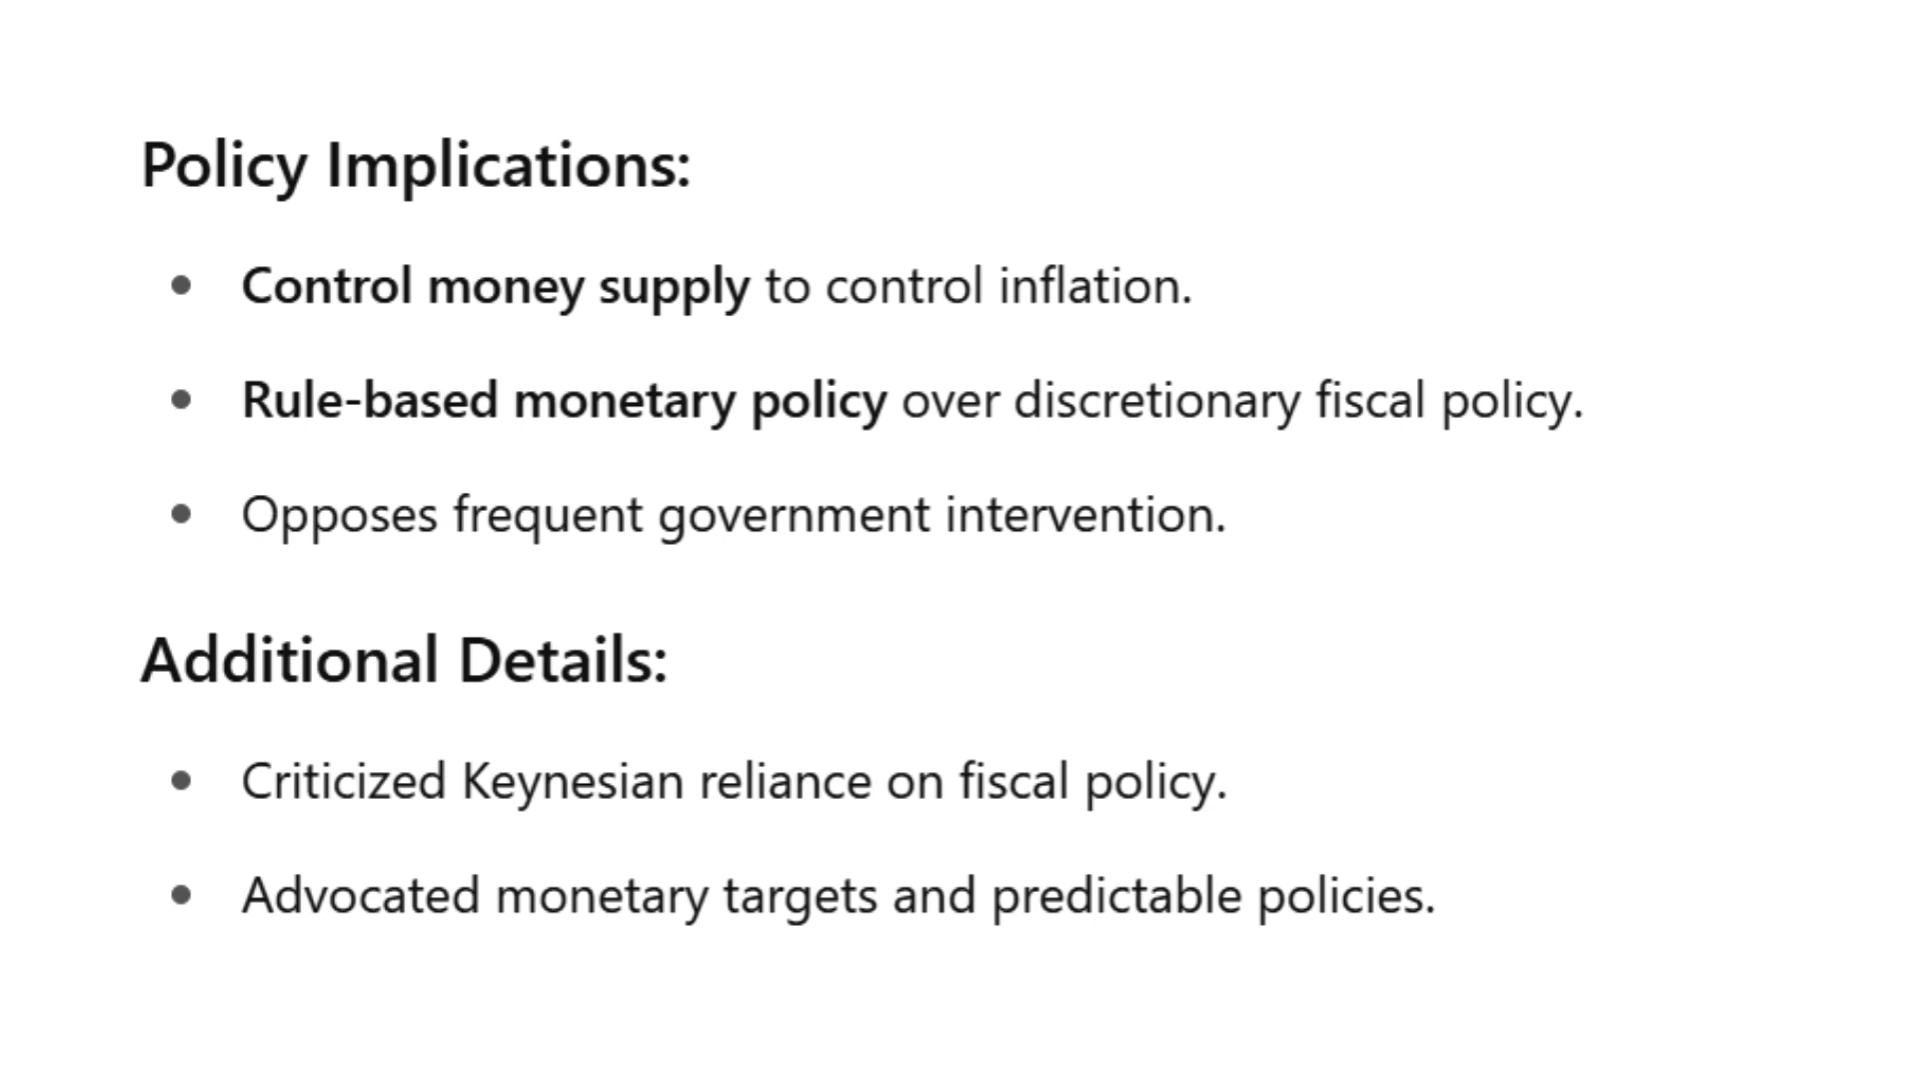 Policy Implications:
• Control money supply to control inflation.
• Rule-based monetary policy over discretionary fiscal policy.
• Opposes frequent government intervention.
Additional Details:
• Criticized Keynesian reliance on fiscal policy.
• Advocated monetary targets and predictable policies.